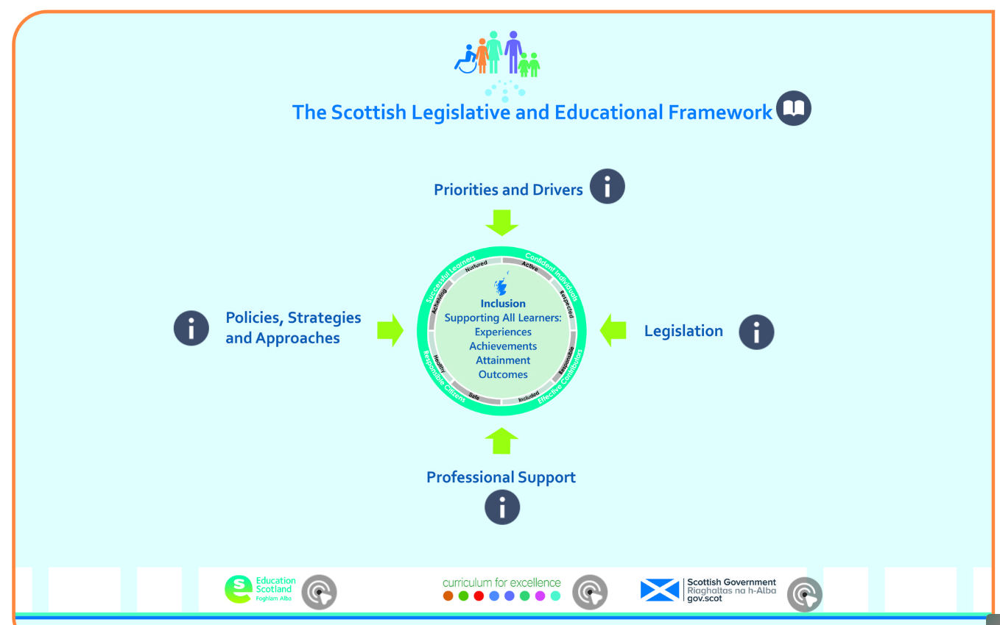 The Scottish Legislative and Educational Framework
Priorities and Drivers
Successful Learners
Confident Individuals
Nurtured
Active
Acheiving
Respected
Inclusion
Supporting All Learners:
Experiences
Achievements
Attainment
Outcomes
Policies, Strategies
and Approaches
Legislation
Healthy
Responsible
Safe
Included
Responsible Citizens
Effective Contributors
Professional Support
Education
Scotland
Foghlam Alba
curriculum for excellence
Scottish Government
Riaghaltas na h-Alba
gov.scot